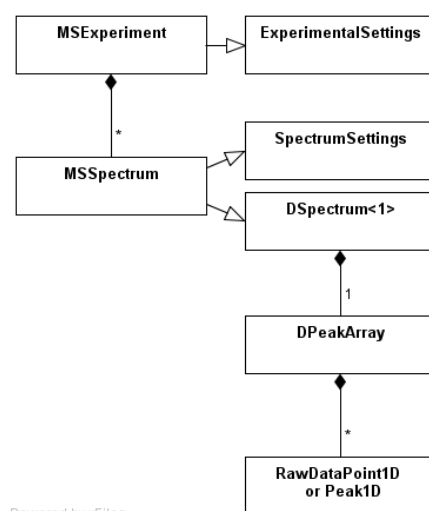 MSExperiment
ExperimentalSettings
*
SpectrumSettings
MSSpectrum
DSpectrum<1>
1
DPeakArray
*
RawDataPoint1D
or Peak1D